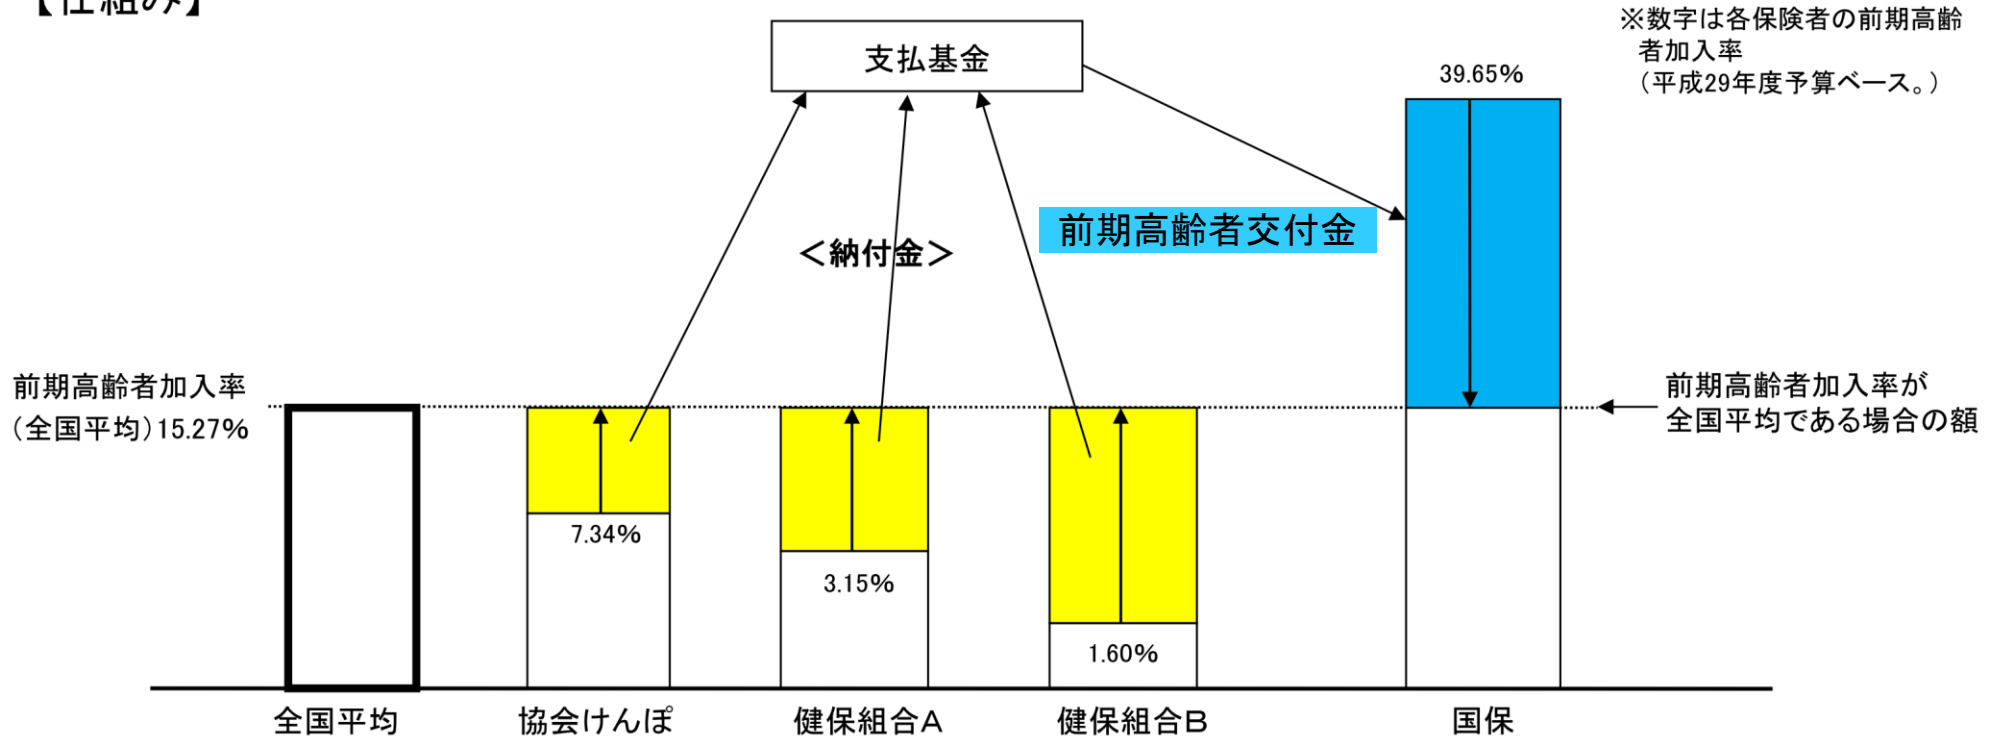 【仕組み】
支払基金
※数字は各保険者の前期高齢
者加入率
（平成29年度予算ベース。）
39.65%
前期高齢者交付金
＜納付金＞
前期高齢者加入率
（全国平均）15.27%
前期高齢者加入率が
全国平均である場合の額
7.34%
3.15%
1.60%
全国平均
協会けんぽ
健保組合A
健保組合B
国保